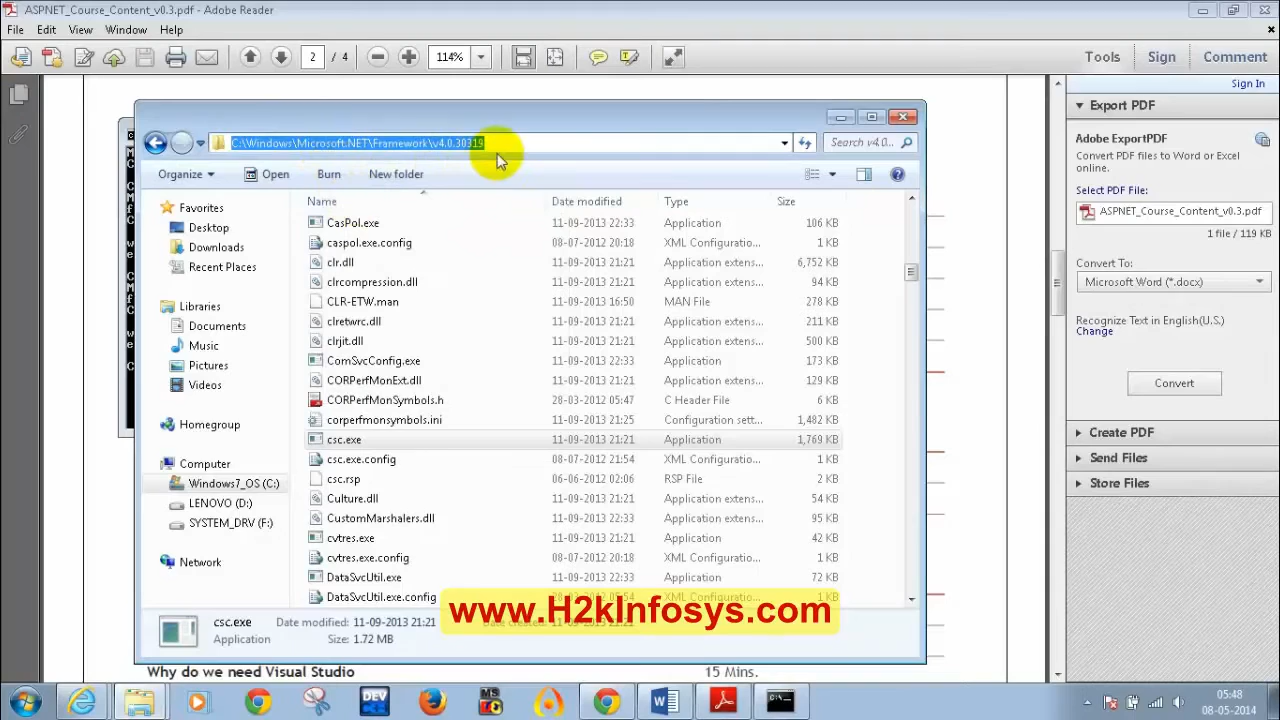 ASPNET_Course_Content_v0.3.pdf - Adobe Reader
File Edit View Window Help
2 / 4 114% Tools Sign Comment
Sign In
Export PDF
Adobe ExportPDF
Convert PDF files to Word or Excel
online.
Select PDF File:
ASPNET_Course_Content_v0.3.pdf
1 file / 119 KB
Convert To:
Microsoft Word (*.docx)
Recognize Text in English(U.S.)
Change
Convert
Create PDF
Send Files
Store Files
C:\Windows\Microsoft.NET\Framework\v4.0.30319 Search v4.0...
Organize Open Burn New folder
Favorites
Desktop
Downloads
Recent Places
Libraries
Documents
Music
Pictures
Videos
Homegroup
Computer
Windows7_OS (C:)
LENOVO (D:)
SYSTEM_DRV (F:)
Network
Name Date modified Type Size
CasPol.exe 11-09-2013 22:33 Application 106 KB
caspol.exe.config 08-07-2012 20:18 XML Configuratio... 1 KB
clr.dll 11-09-2013 21:21 Application extens... 6,752 KB
clrcompression.dll 11-09-2013 21:21 Application extens... 94 KB
CLR-ETW.man 11-09-2013 16:50 MAN File 278 KB
clretwrc.dll 11-09-2013 21:21 Application extens... 211 KB
clrjit.dll 11-09-2013 21:21 Application extens... 500 KB
ComSvcConfig.exe 11-09-2013 22:33 Application 173 KB
CORPerfMonExt.dll 11-09-2013 21:21 Application extens... 129 KB
CORPerfMonSymbols.h 28-03-2012 05:47 C Header File 6 KB
corperfmonsymbols.ini 11-09-2013 21:25 Configuration sett... 1,482 KB
csc.exe 11-09-2013 21:21 Application 1,769 KB
csc.exe.config 08-07-2012 21:54 XML Configuratio... 1 KB
csc.rsp 06-06-2012 02:06 RSP File 2 KB
Culture.dll 11-09-2013 21:21 Application extens... 54 KB
CustomMarshalers.dll 11-09-2013 22:33 Application extens... 95 KB
cvtres.exe 11-09-2013 21:21 Application 42 KB
cvtres.exe.config 08-07-2012 20:18 XML Configuratio... 1 KB
DataSvcUtil.exe 11-09-2013 22:33 Application 72 KB
DataSvcUtil.exe.config
www.H2kInfosys.com
csc.exe Date modified: 11-09-2013 21:21
Application Size: 1.72 MB
Why do we need Visual Studio 15 Mins.
DEV
MS
05:48
08-05-2014